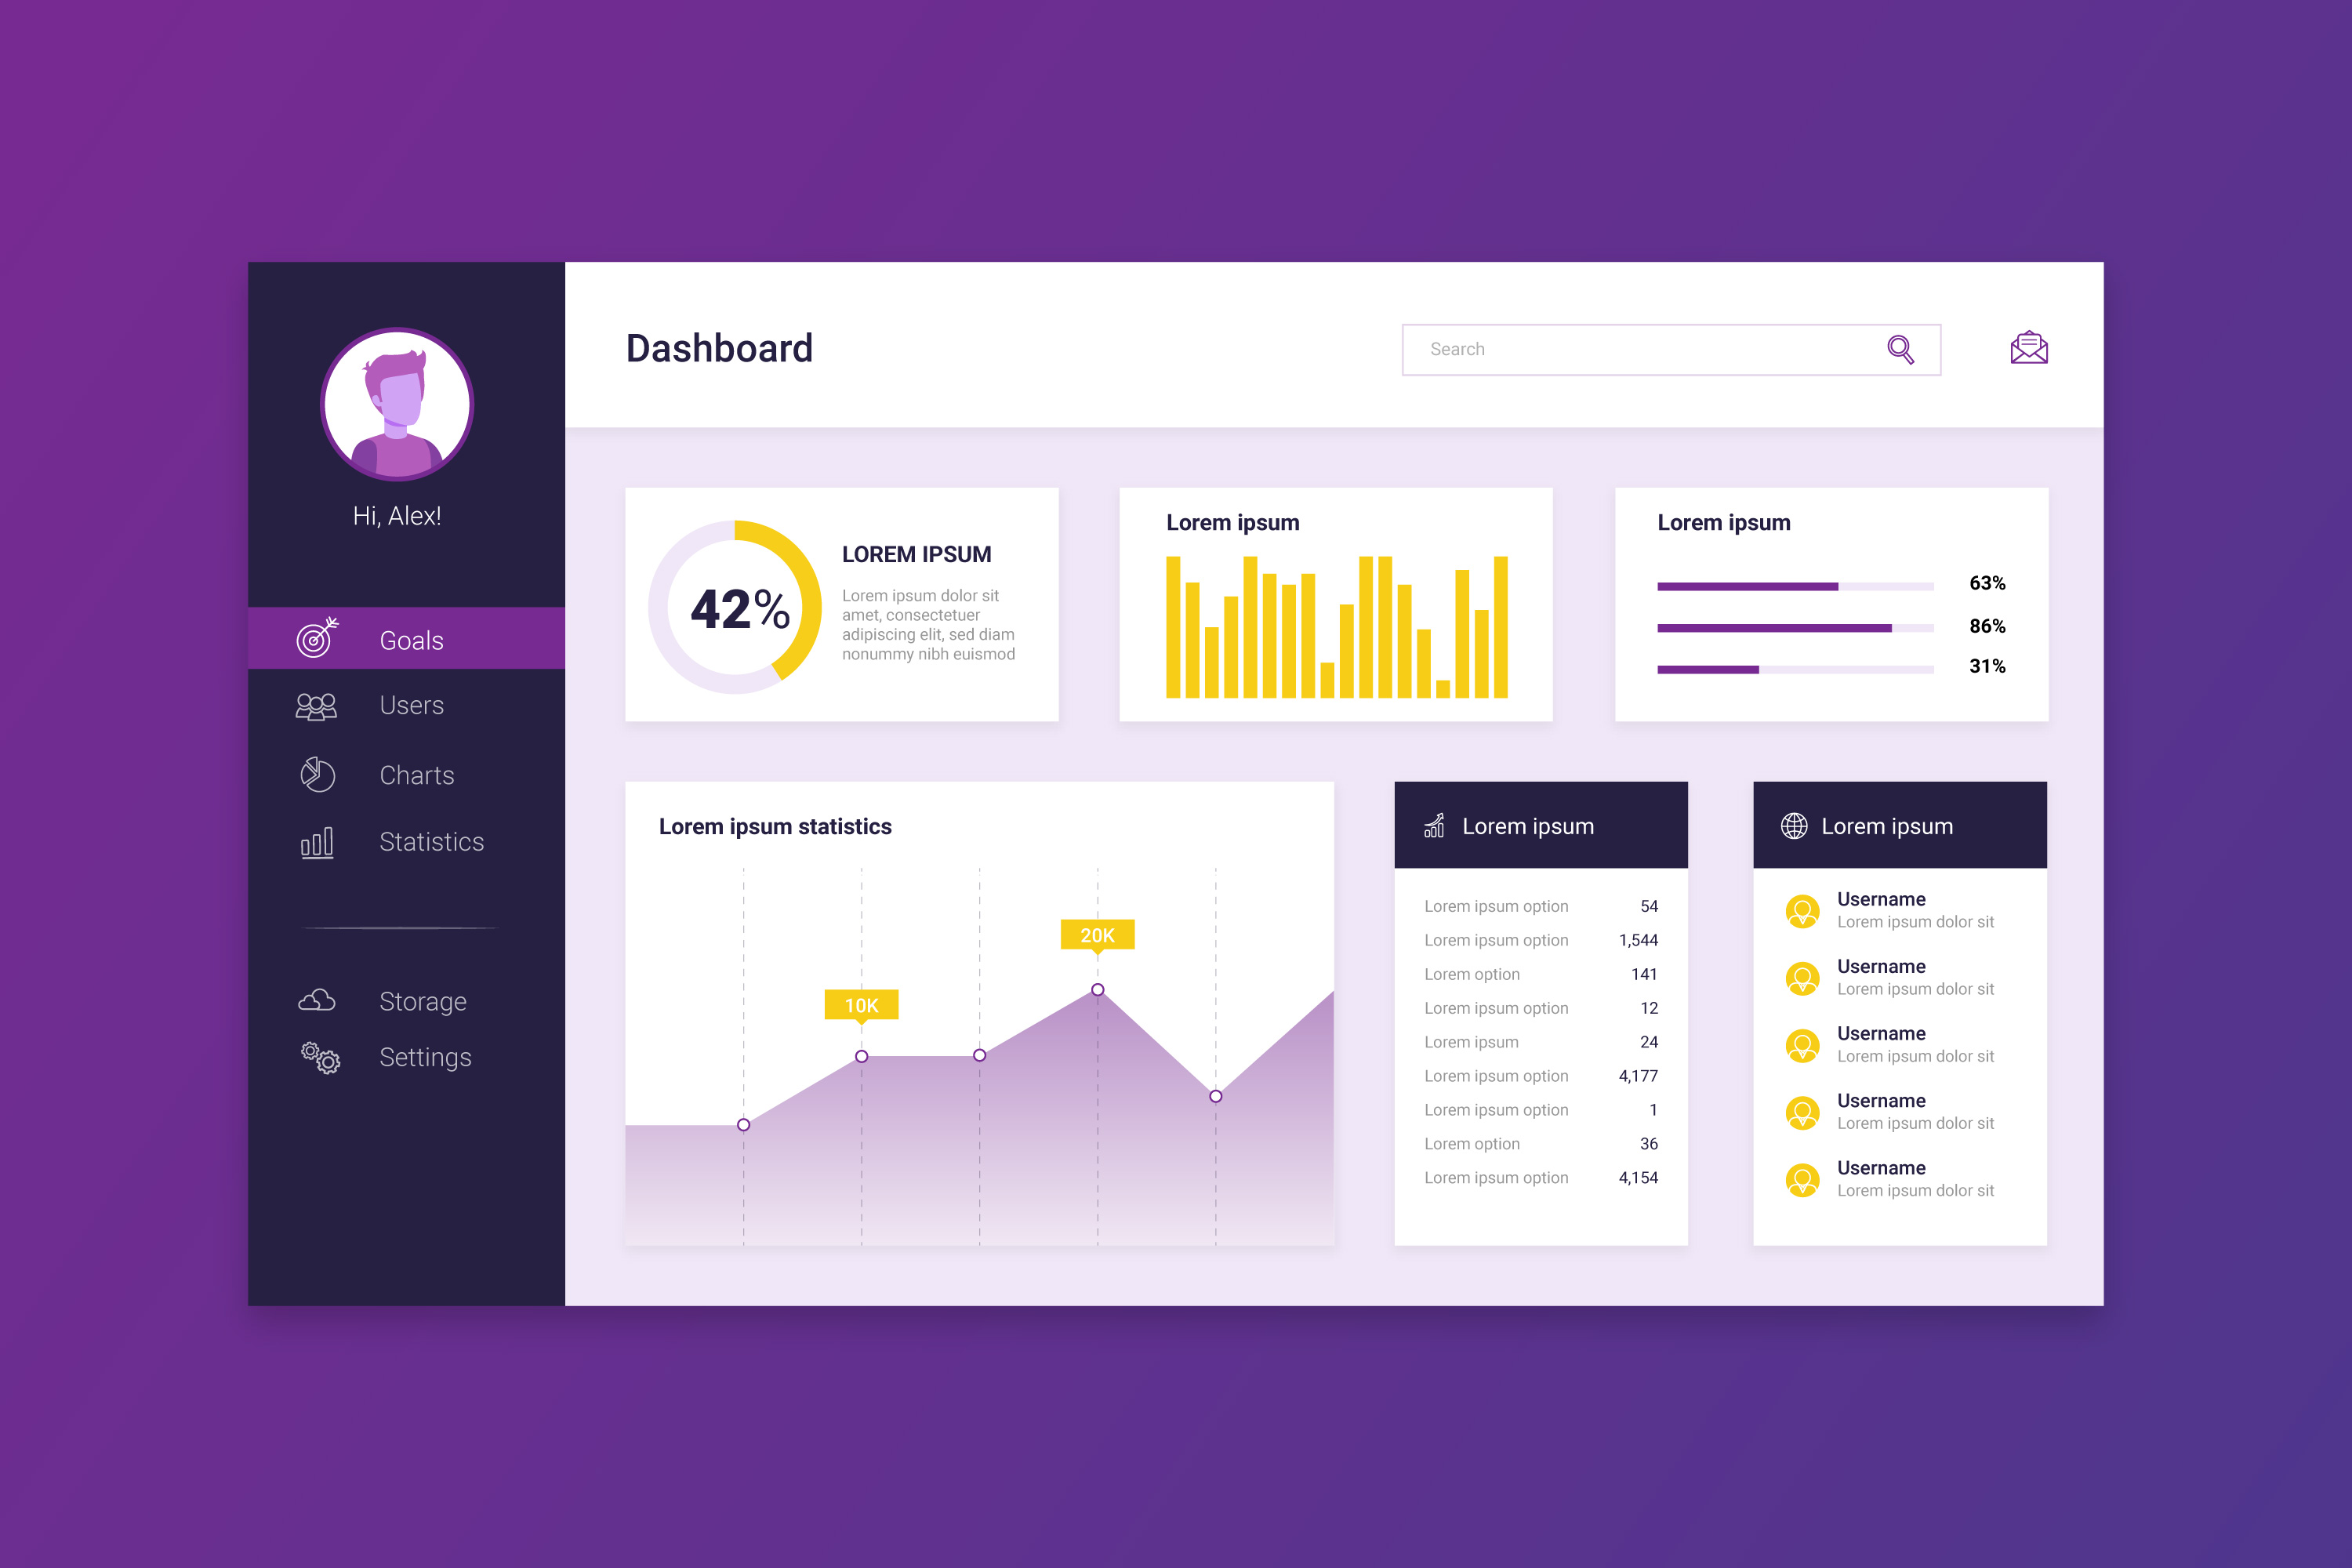 Hi, Alex!
Goals
Users
Charts
Statistics
Storage
Settings
Dashboard
Search
42%
LOREM IPSUM
Lorem ipsum dolor sit
amet, consectetuer
adipiscing elit, sed diam
nonummy nibh euismod
Lorem ipsum
Lorem ipsum
63%
86%
31%
Lorem ipsum statistics
10K
20K
Lorem ipsum
Lorem ipsum option 54
Lorem ipsum option 1,544
Lorem option 141
Lorem ipsum option 12
Lorem ipsum 24
Lorem ipsum option 4,177
Lorem ipsum option 1
Lorem option 36
Lorem ipsum option 4,154
Lorem ipsum
Username
Lorem ipsum dolor sit
Username
Lorem ipsum dolor sit
Username
Lorem ipsum dolor sit
Username
Lorem ipsum dolor sit
Username
Lorem ipsum dolor sit